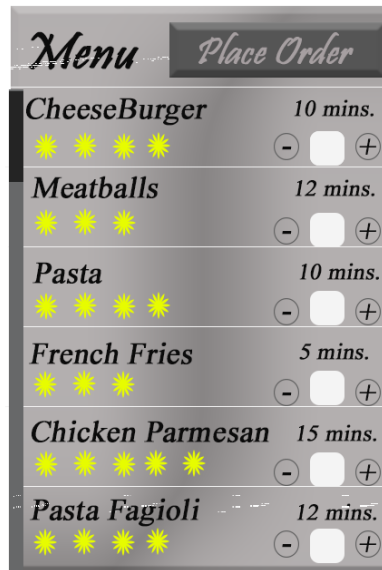 Menu Place Order
CheeseBurger 10 mins.
- +
Meatballs 12 mins.
- +
Pasta 10 mins.
- +
French Fries 5 mins.
- +
Chicken Parmesan 15 mins.
- +
Pasta Fagioli 12 mins.
- +